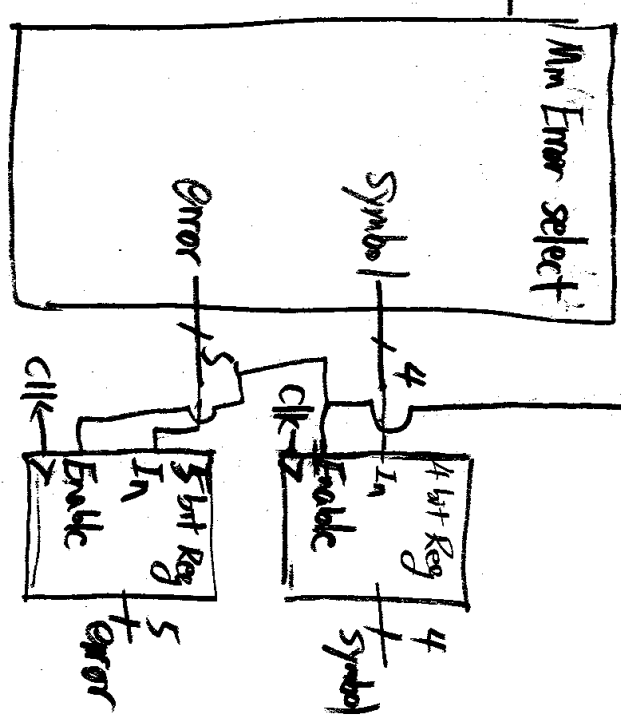 Mm Error select
Symbol
4
error
5
4 bit Reg
In
Enable
Clk
4
Symbol
5 bit Reg
In
Enable
Clk
5
error